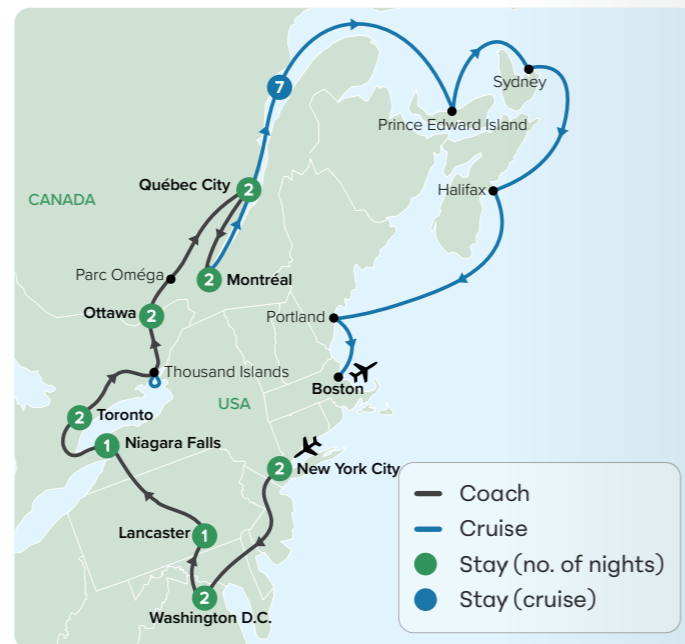 7
Sydney
Prince Edward Island
Québec City
2
CANADA
Halifax
Parc Oméga
2
Montréal
Ottawa
2
Portland
Thousand Islands
USA
Boston
2
Toronto
1
Niagara Falls
2
New York City
Lancaster
1
2
Washington D.C.
Coach
Cruise
Stay (no. of nights)
Stay (cruise)